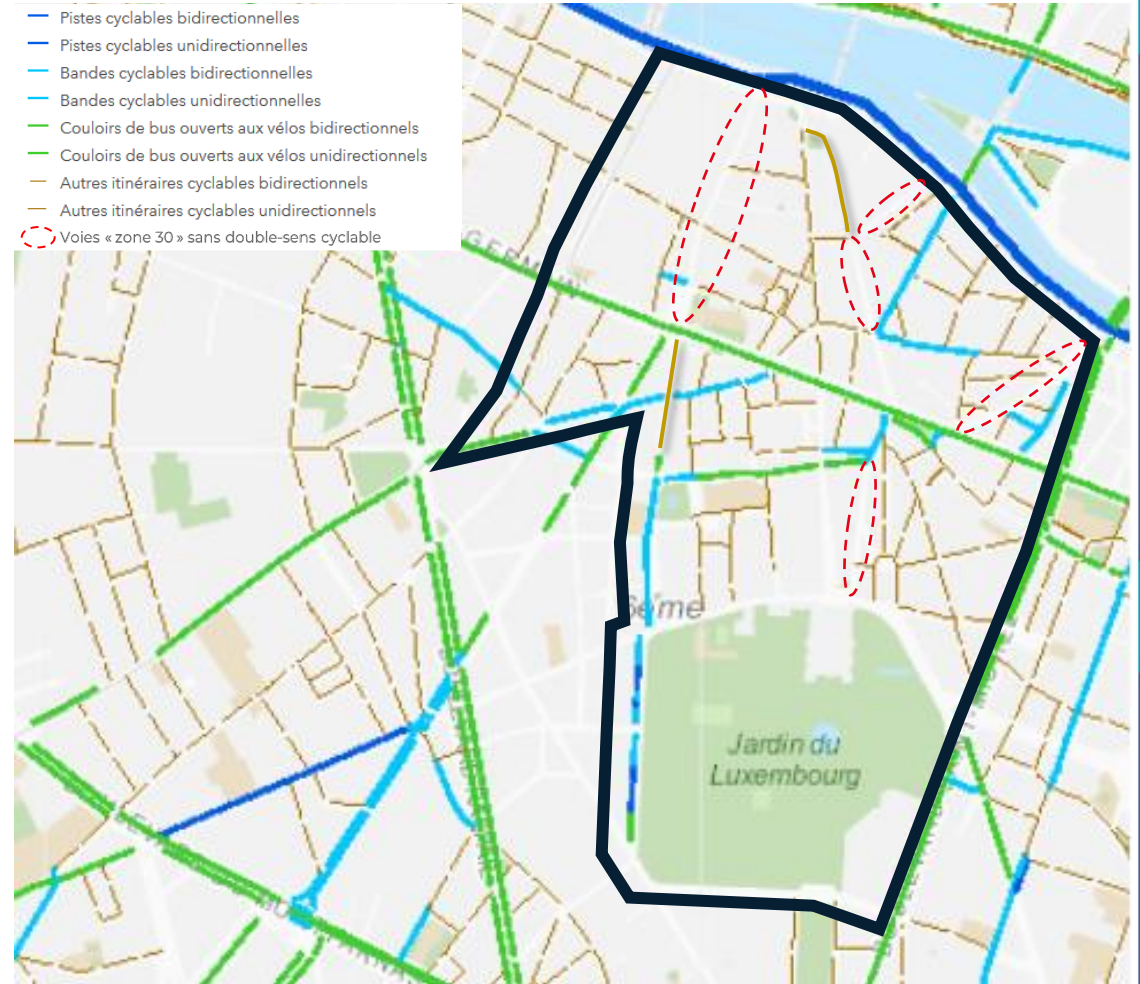 Pistes cyclables bidirectionnelles
Pistes cyclables unidirectionnelles
Bandes cyclables bidirectionnelles
Bandes cyclables unidirectionnelles
Couloirs de bus ouverts aux vélos bidirectionnels
Couloirs de bus ouverts aux vélos unidirectionnels
Autres itinéraires cyclables bidirectionnels
Autres itinéraires cyclables unidirectionnels
Voies « zone 30 » sans double-sens cyclable
GERMAIN
Jardin du
Luxembourg